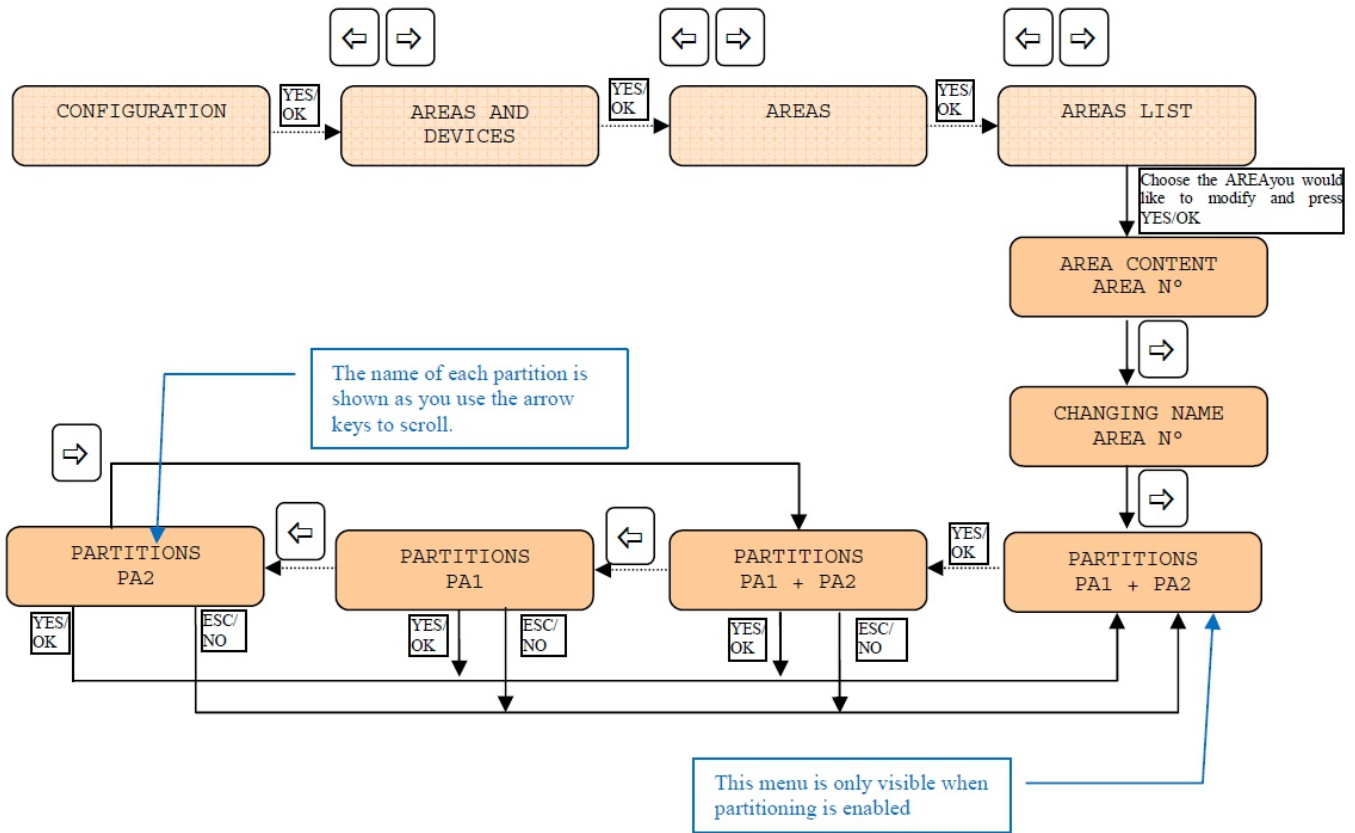 CONFIGURATION
YES/
OK
AREAS AND
DEVICES
YES/
OK
AREAS
YES/
OK
AREAS LIST
Choose the AREAyou would
like to modify and press
YES/OK
AREA CONTENT
AREA N°
CHANGING NAME
AREA N°
The name of each partition is
shown as you use the arrow
keys to scroll.
PARTITIONS
PA2
PARTITIONS
PA1
PARTITIONS
PA1 + PA2
YES/
OK
PARTITIONS
PA1 + PA2
YES/
OK
ESC/
NO
YES/
OK
ESC/
NO
YES/
OK
ESC/
NO
This menu is only visible when
partitioning is enabled